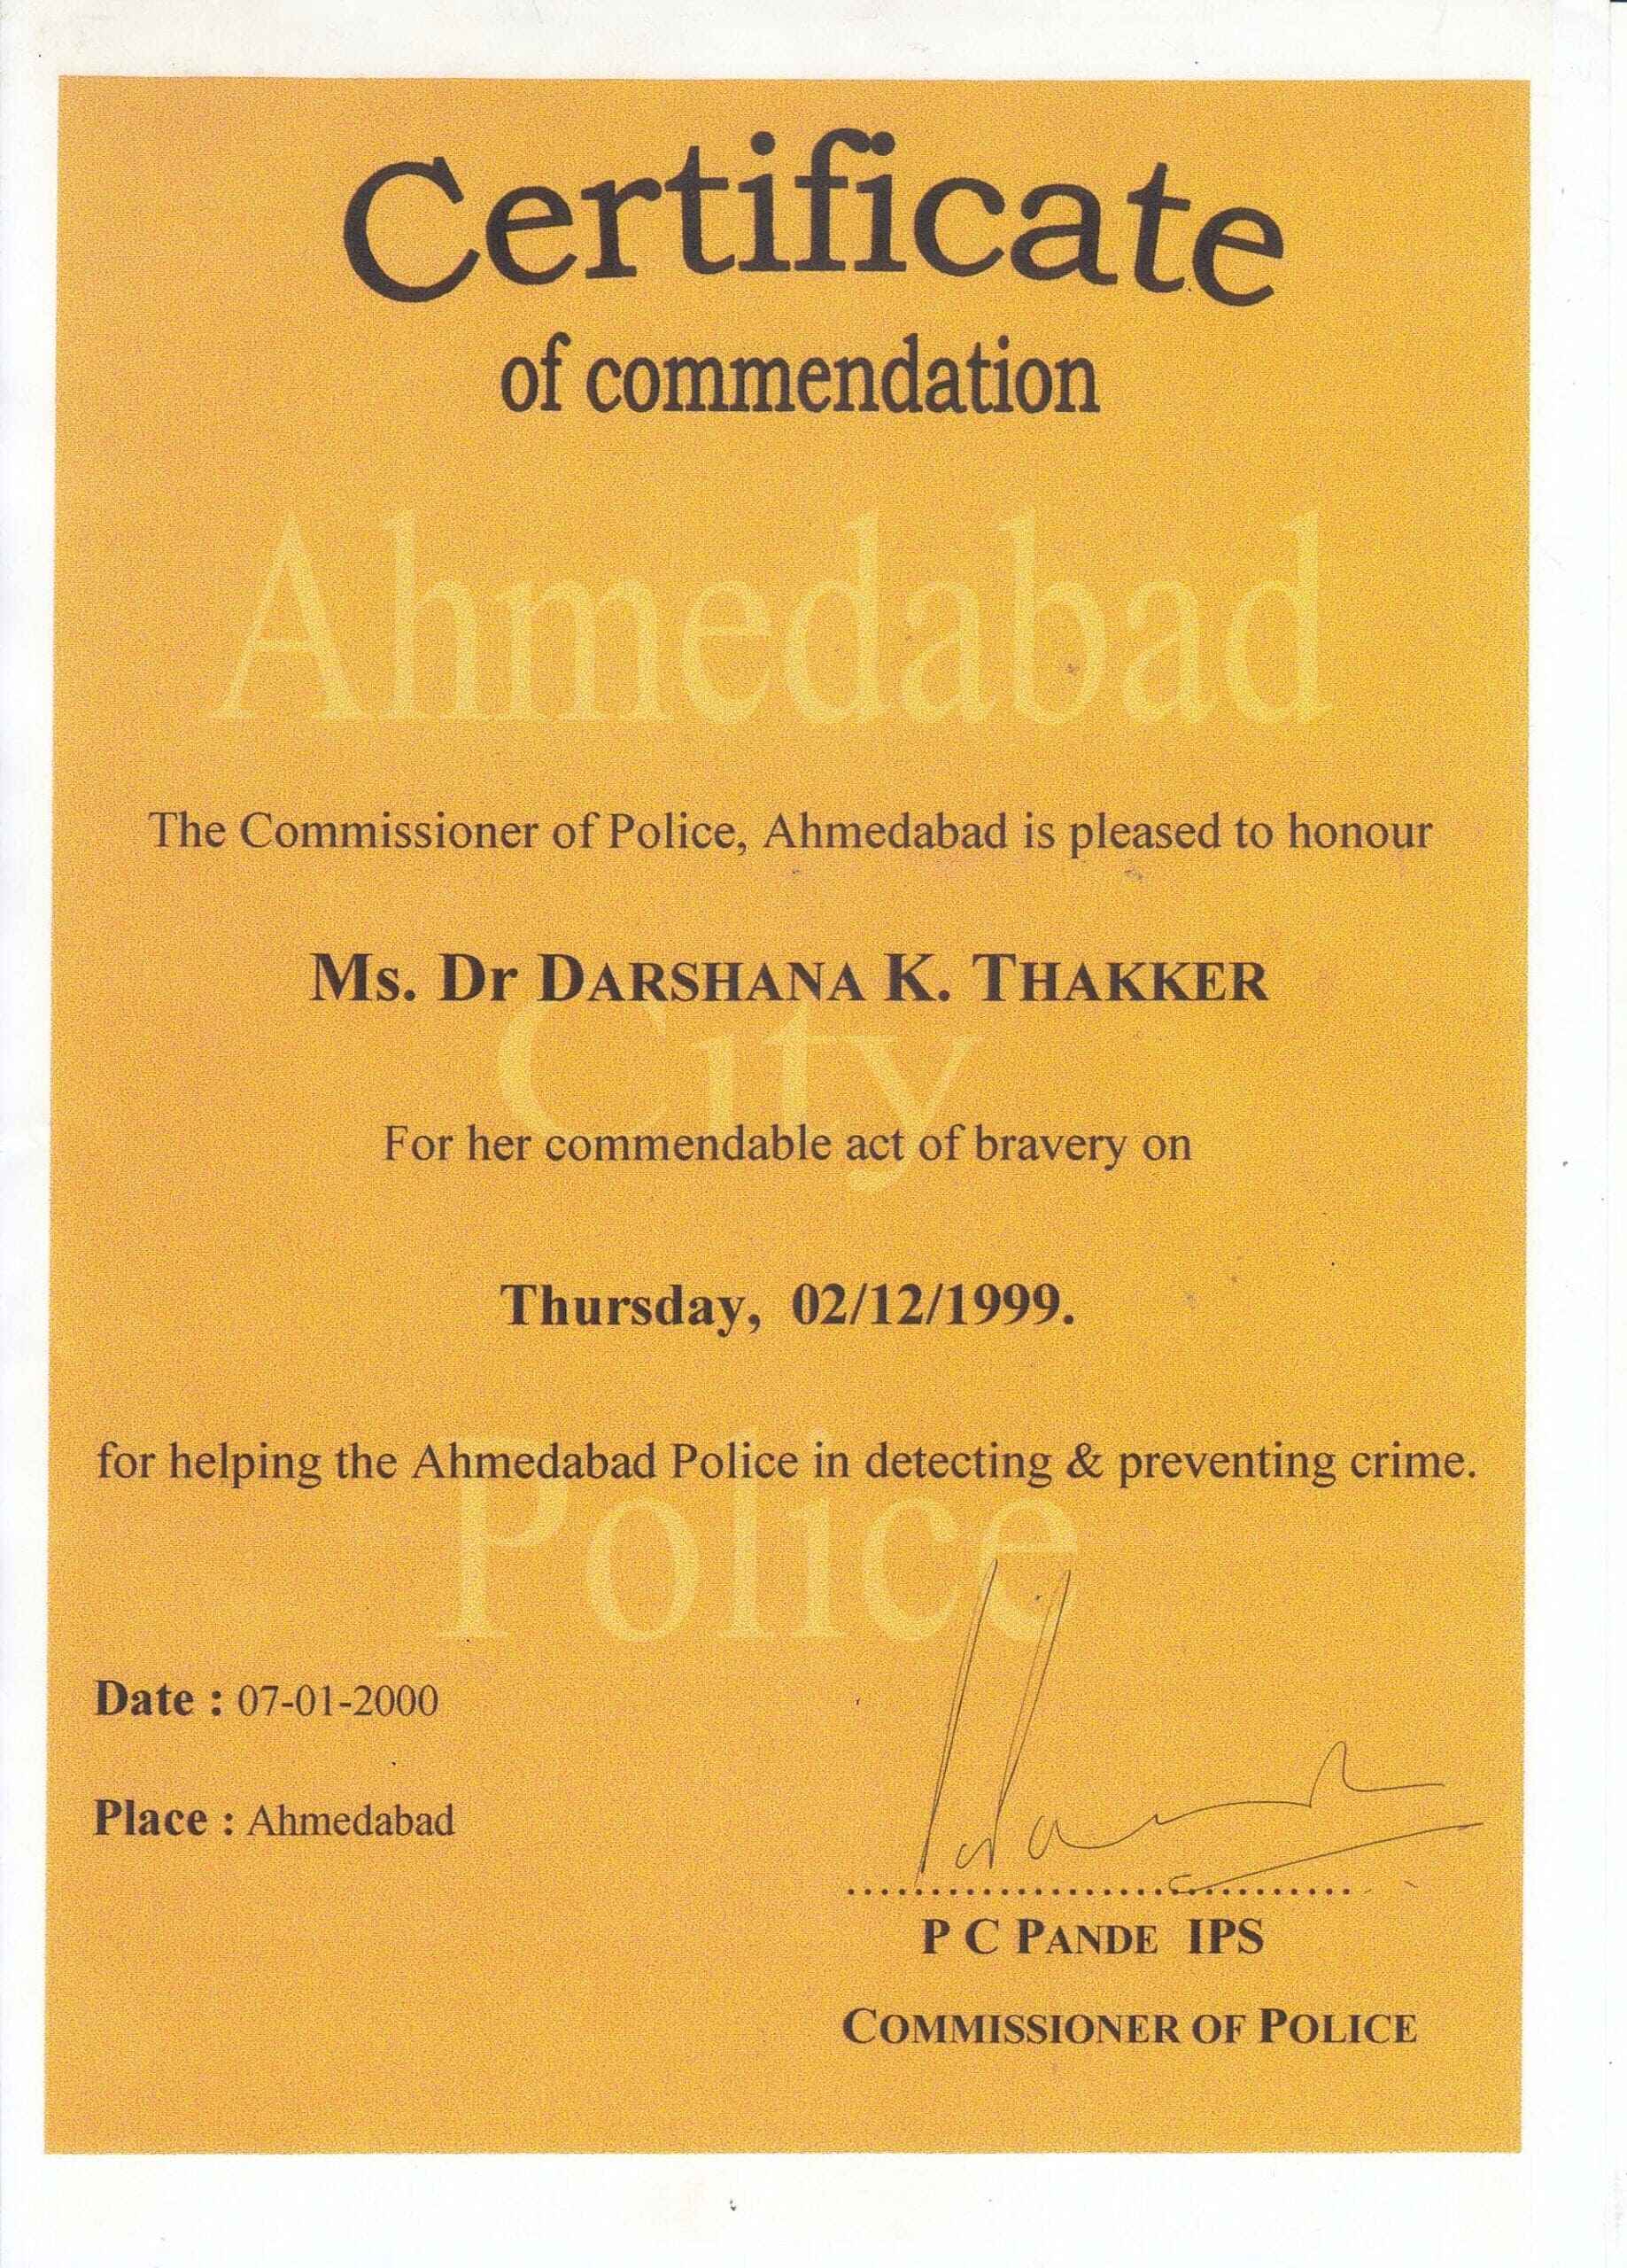 Certificate
of commendation
Ahmedabad
The Commissioner of Police, Ahmedabad is pleased to honour
Ms. Dr DARSHANA K. THAKKER
City
For her commendable act of bravery on
Thursday, 02/12/1999.
for helping the Ahmedabad Police in detecting & preventing crime.
Police
Date : 07-01-2000
Place : Ahmedabad
P C PANDE IPS
COMMISSIONER OF POLICE